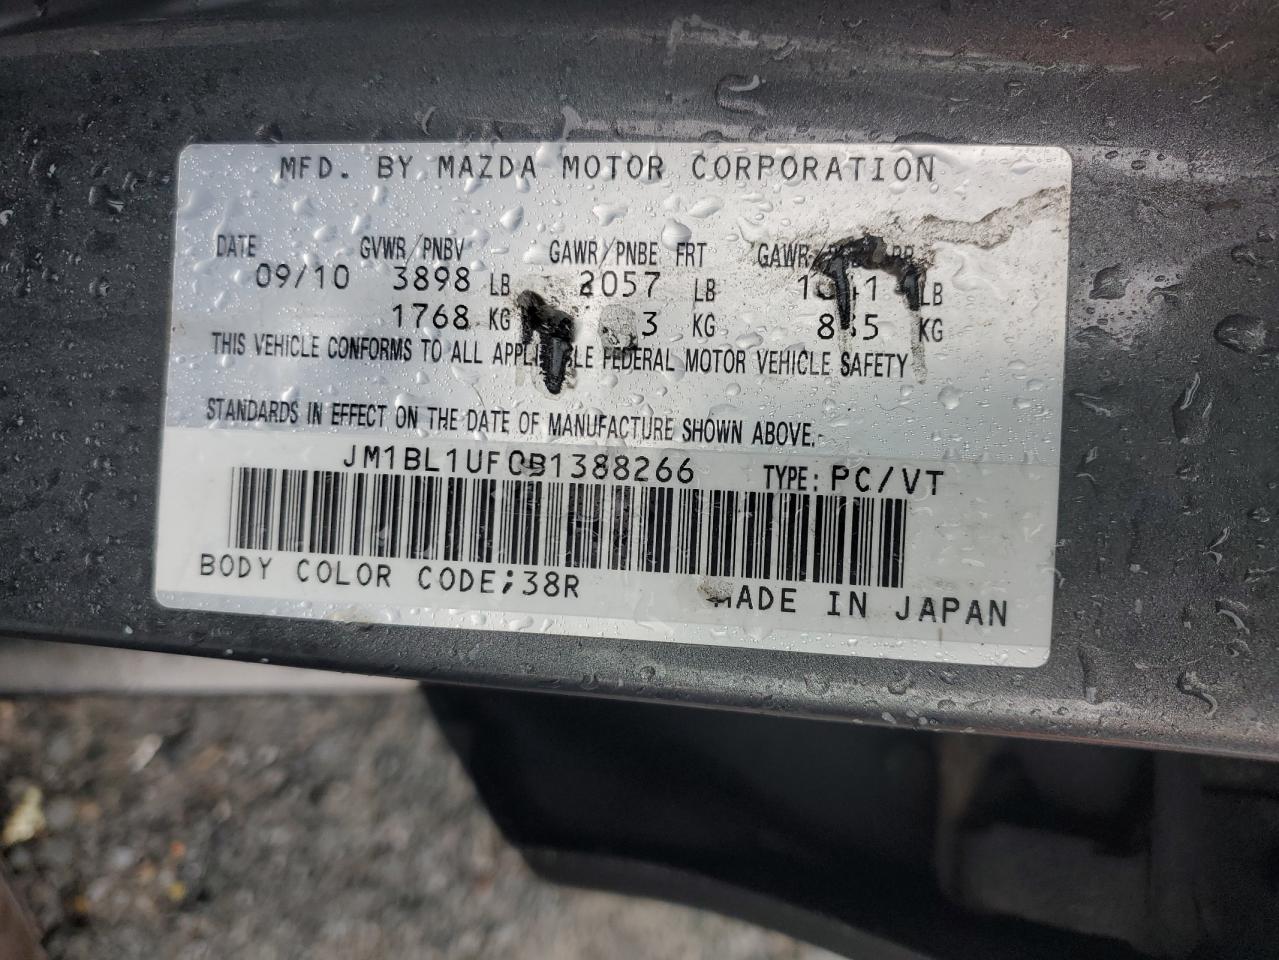 MFD. BY MAZDA MOTOR CORPORATION
DATE GVWR/PNBV GAWR/PNBE FRT
09/10 3898 LB 2057 LB LB
1768 KG KG KG
THIS VEHICLE CONFORMS TO ALL APPLICABLE FEDERAL MOTOR VEHICLE SAFETY
STANDARDS IN EFFECT ON THE DATE OF MANUFACTURE SHOWN ABOVE.
JM1BL1UF0B1388266 TYPE: PC/VT
BODY COLOR CODE;38R MADE IN JAPAN